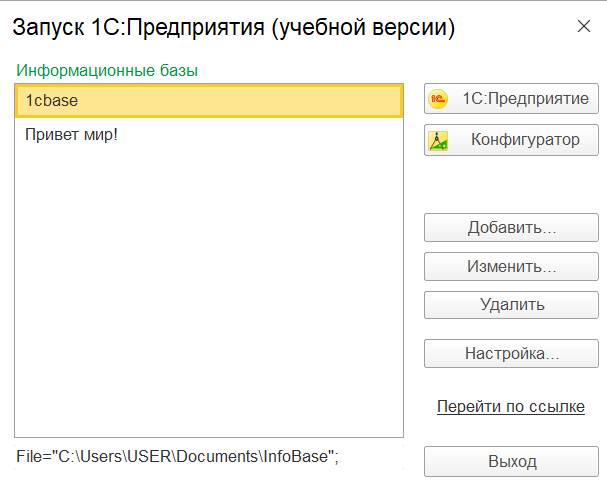 Запуск 1С:Предприятия (учебной версии)
Информационные базы
1cbase
Привет мир!
1С:Предприятие
Конфигуратор
Добавить...
Изменить...
Удалить
Настройка...
Перейти по ссылке
File="C:\Users\USER\Documents\InfoBase";
Выход